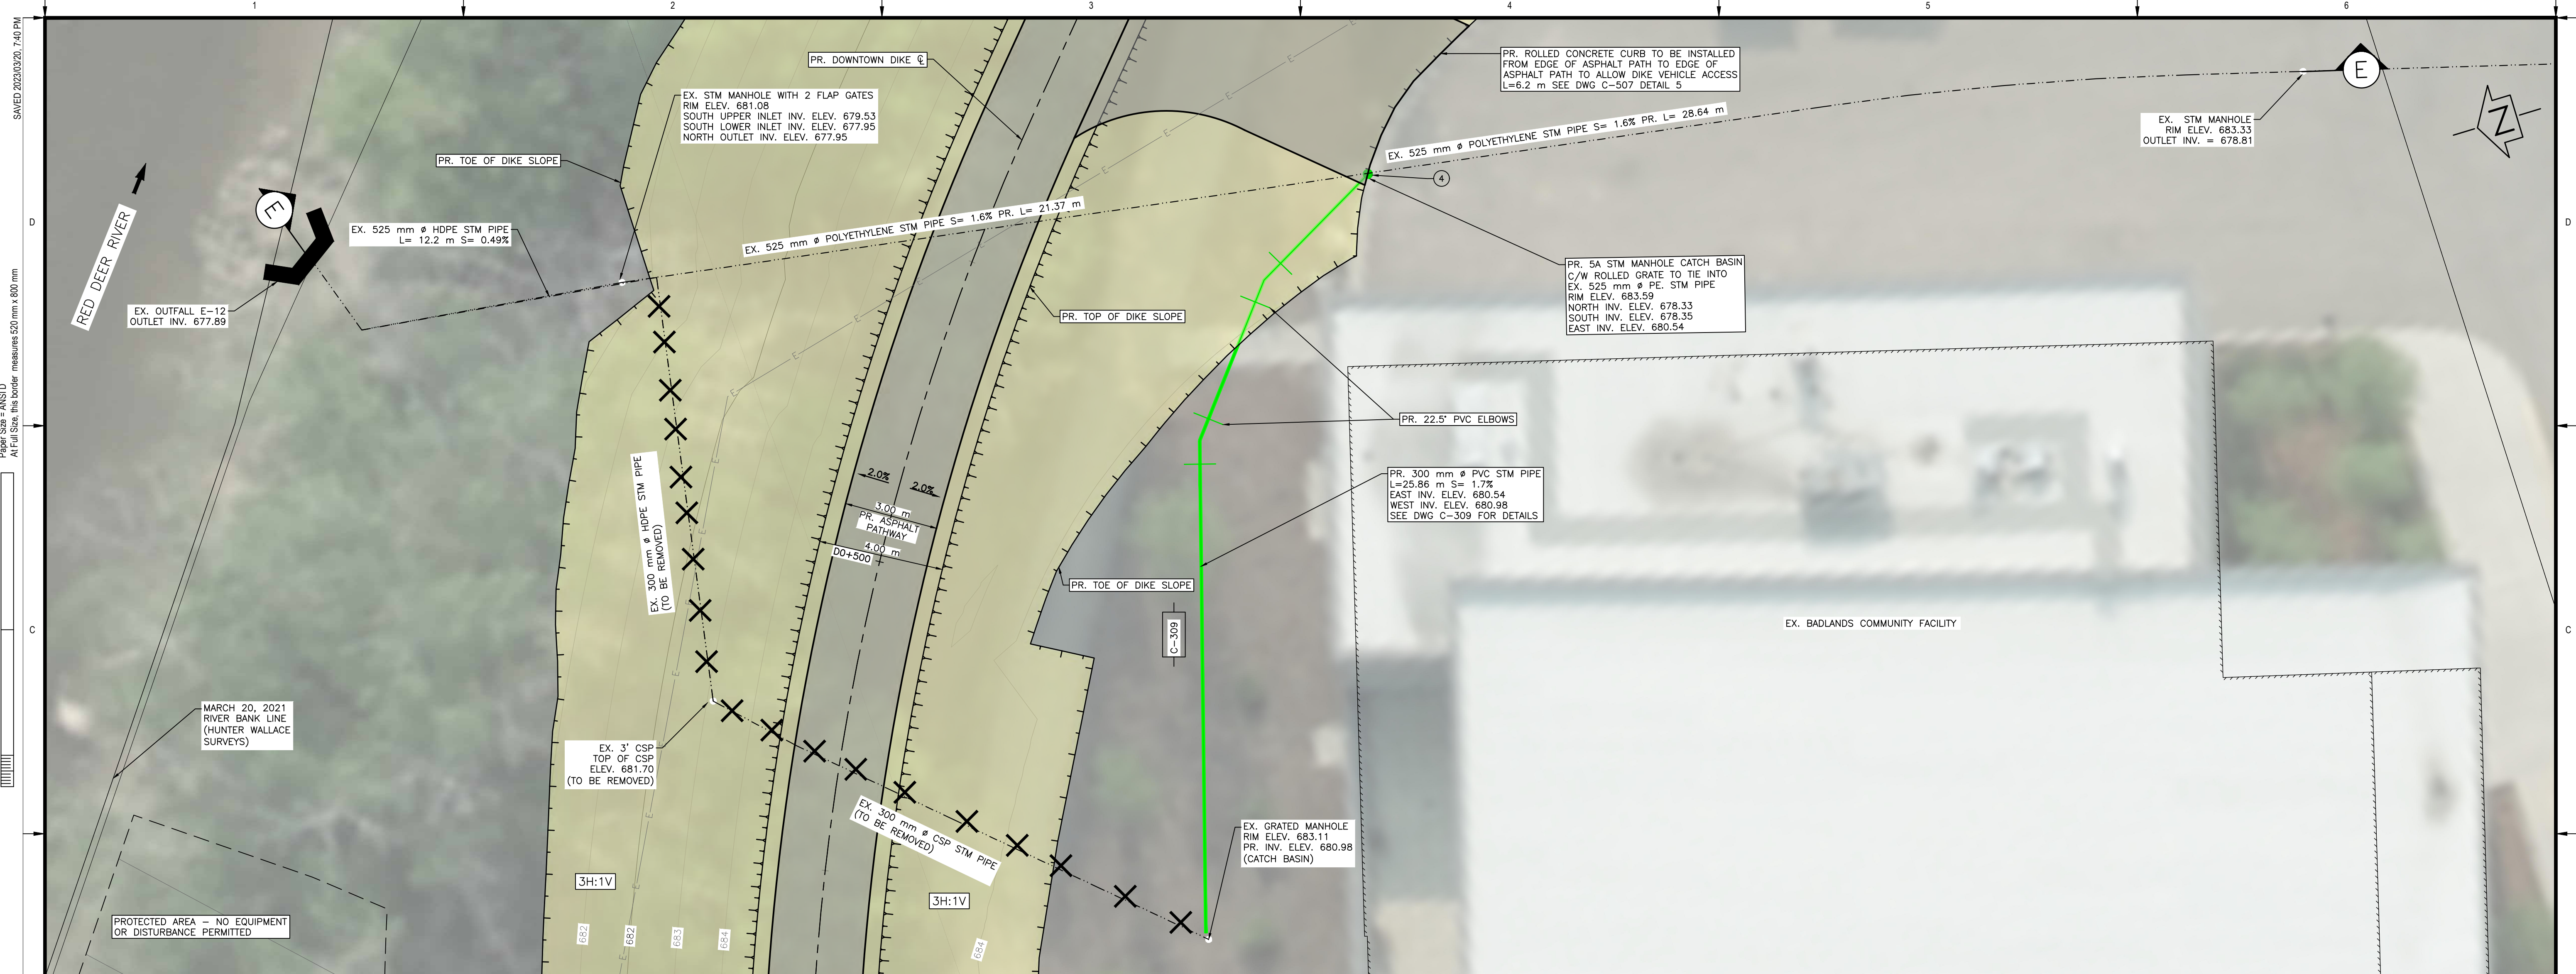 1
2
3
4
5
6
SAVED 2023/03/20, 7:40 PM
At Full Size, this border measures 520 mm x 800 mm
Paper Size = ANSI D
D
C
D
C
PR. DOWNTOWN DIKE ℄
EX. STM MANHOLE WITH 2 FLAP GATES
RIM ELEV. 681.08
SOUTH UPPER INLET INV. ELEV. 679.53
SOUTH LOWER INLET INV. ELEV. 677.95
NORTH OUTLET INV. ELEV. 677.95
PR. ROLLED CONCRETE CURB TO BE INSTALLED
FROM EDGE OF ASPHALT PATH TO EDGE OF
ASPHALT PATH TO ALLOW DIKE VEHICLE ACCESS
L=6.2 m SEE DWG C-507 DETAIL 5
E
N
EX. STM MANHOLE
RIM ELEV. 683.33
OUTLET INV. = 678.81
EX. 525 mm ø POLYETHYLENE STM PIPE S= 1.6% PR. L= 28.64 m
PR. TOE OF DIKE SLOPE
4
E
RED DEER RIVER
EX. 525 mm ø HDPE STM PIPE
L= 12.2 m S= 0.49%
EX. 525 mm ø POLYETHYLENE STM PIPE S= 1.6% PR. L= 21.37 m
EX. OUTFALL E-12
OUTLET INV. 677.89
PR. TOP OF DIKE SLOPE
PR. 5A STM MANHOLE CATCH BASIN
C/W ROLLED GRATE TO TIE INTO
EX. 525 mm ø PE. STM PIPE
RIM ELEV. 683.59
NORTH INV. ELEV. 678.33
SOUTH INV. ELEV. 678.35
EAST INV. ELEV. 680.54
PR. 22.5° PVC ELBOWS
2.0%
2.0%
3.00 m
PR. ASPHALT
PATHWAY
4.00 m
D0+500
EX. 300 mm ø HDPE STM PIPE
(TO BE REMOVED)
PR. 300 mm ø PVC STM PIPE
L=25.86 m S= 1.7%
EAST INV. ELEV. 680.54
WEST INV. ELEV. 680.98
SEE DWG C-309 FOR DETAILS
PR. TOE OF DIKE SLOPE
C-309
EX. BADLANDS COMMUNITY FACILITY
MARCH 20, 2021
RIVER BANK LINE
(HUNTER WALLACE
SURVEYS)
EX. 3' CSP
TOP OF CSP
ELEV. 681.70
(TO BE REMOVED)
EX. 300 mm ø CSP STM PIPE
(TO BE REMOVED)
EX. GRATED MANHOLE
RIM ELEV. 683.11
PR. INV. ELEV. 680.98
(CATCH BASIN)
3H:1V
3H:1V
PROTECTED AREA – NO EQUIPMENT
OR DISTURBANCE PERMITTED
682
682
683
684
684
E
E
E
E
E
E
E
E
E
E